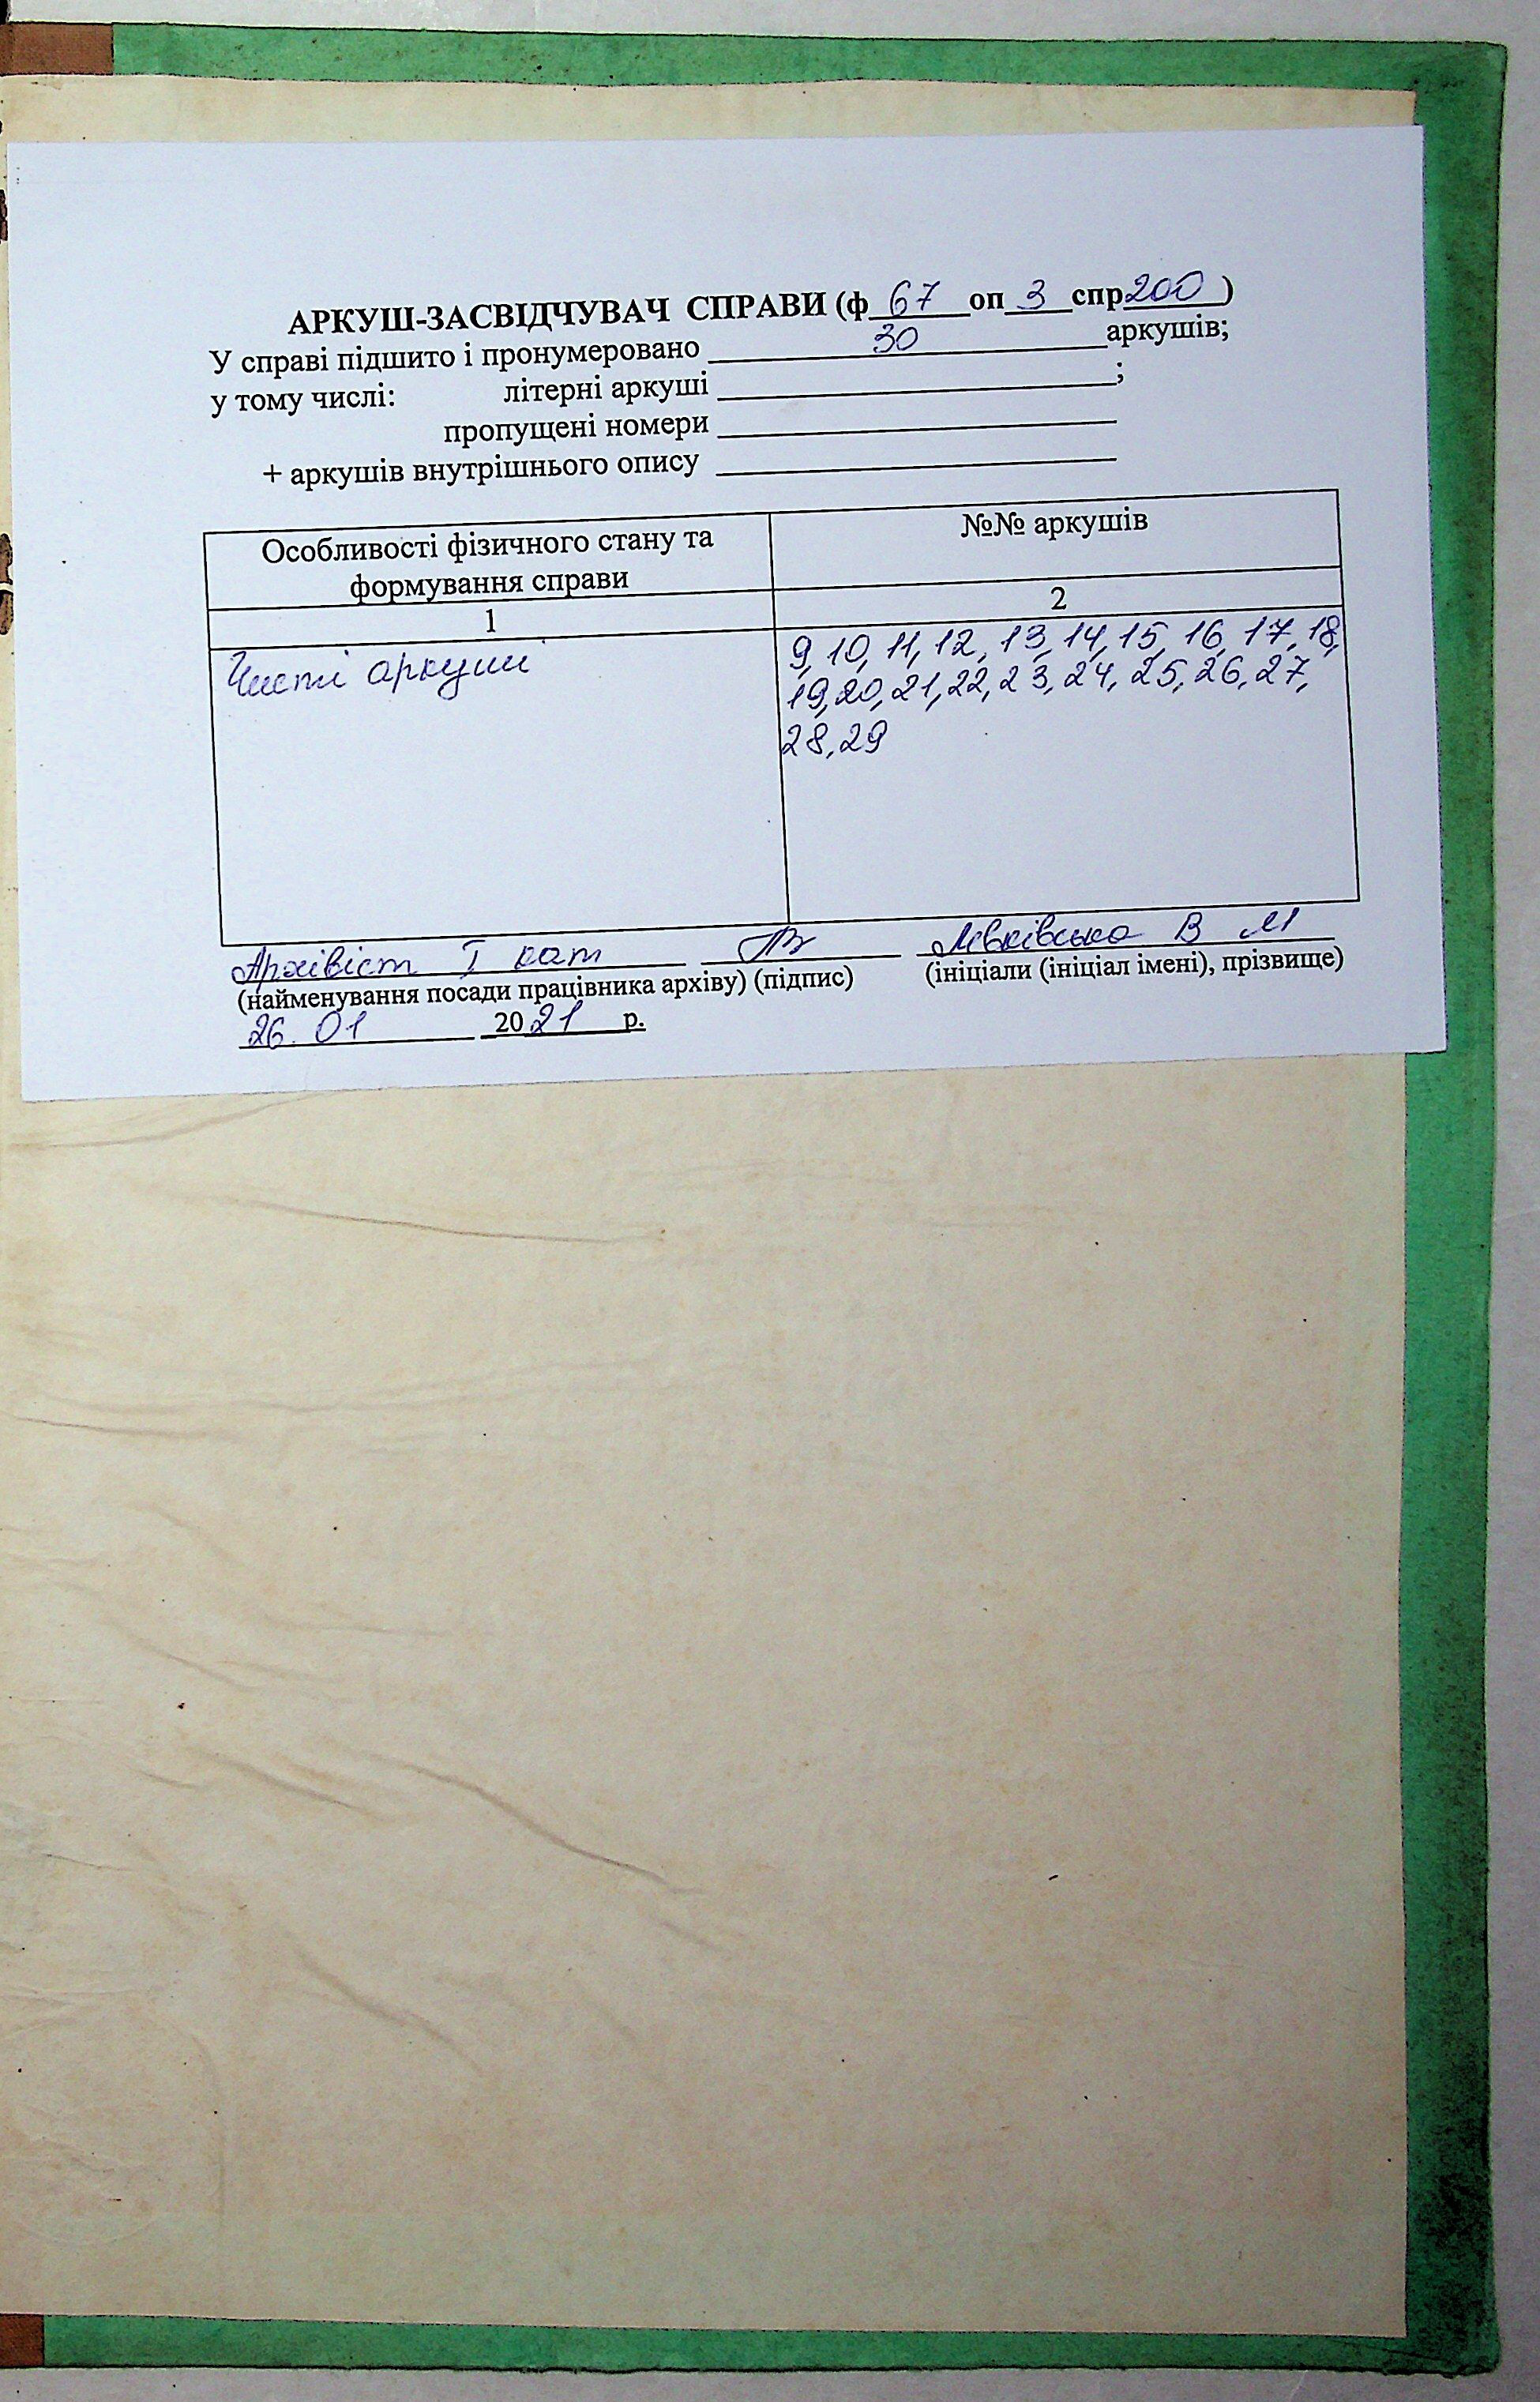 АРКУШ-ЗАСВІДЧУВАЧ СПРАВИ (ф 67 оп 3 спр 200 )
У справі підшито і пронумеровано 30 аркушів;
у тому числі: літерні аркуші ;
пропущені номери
+ аркушів внутрішнього опису
Особливості фізичного стану та
формування справи
№№ аркушів
1
2
Чисті аркуші
9, 10, 11, 12, 13, 14, 15, 16, 17, 18,
19, 20, 21, 22, 23, 24, 25, 26, 27,
28, 29
Архівіст І кат Левківська В М
(найменування посади працівника архіву) (підпис) (ініціали (ініціал імені), прізвище)
26. 01 2021 р.